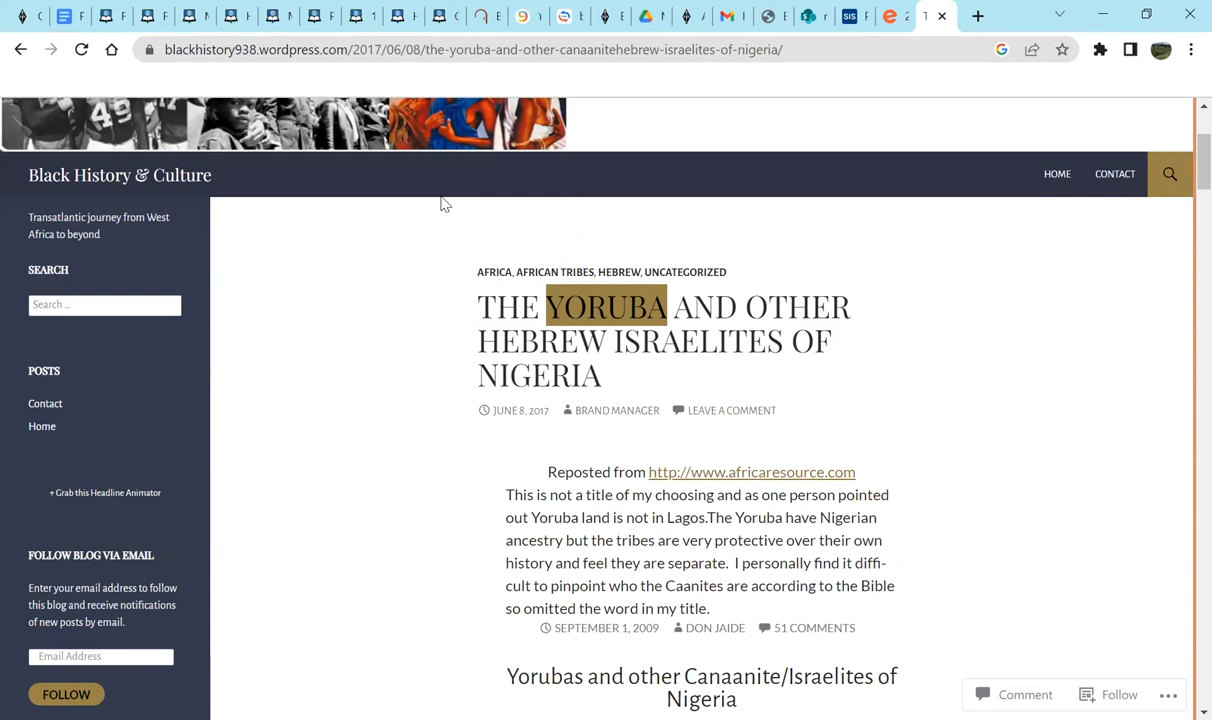 blackhistory938.wordpress.com/2017/06/08/the-yoruba-and-other-canaanitehebrew-israelites-of-nigeria/
49
Black History & Culture
HOME
CONTACT
Transatlantic journey from West
Africa to beyond
SEARCH
Search …
POSTS
Contact
Home
↑ Grab this Headline Animator
FOLLOW BLOG VIA EMAIL
Enter your email address to follow
this blog and receive notifications
of new posts by email.
Email Address
FOLLOW
AFRICA, AFRICAN TRIBES, HEBREW, UNCATEGORIZED
THE YORUBA AND OTHER
HEBREW ISRAELITES OF
NIGERIA
JUNE 8, 2017 BRAND MANAGER LEAVE A COMMENT
Reposted from http://www.africaresource.com
This is not a title of my choosing and as one person pointed
out Yoruba land is not in Lagos.The Yoruba have Nigerian
ancestry but the tribes are very protective over their own
history and feel they are separate. I personally find it diffi-
cult to pinpoint who the Caanites are according to the Bible
so omitted the word in my title.
SEPTEMBER 1, 2009 DON JAIDE 51 COMMENTS
Yorubas and other Canaanite/Israelites of
Nigeria
Comment
Follow